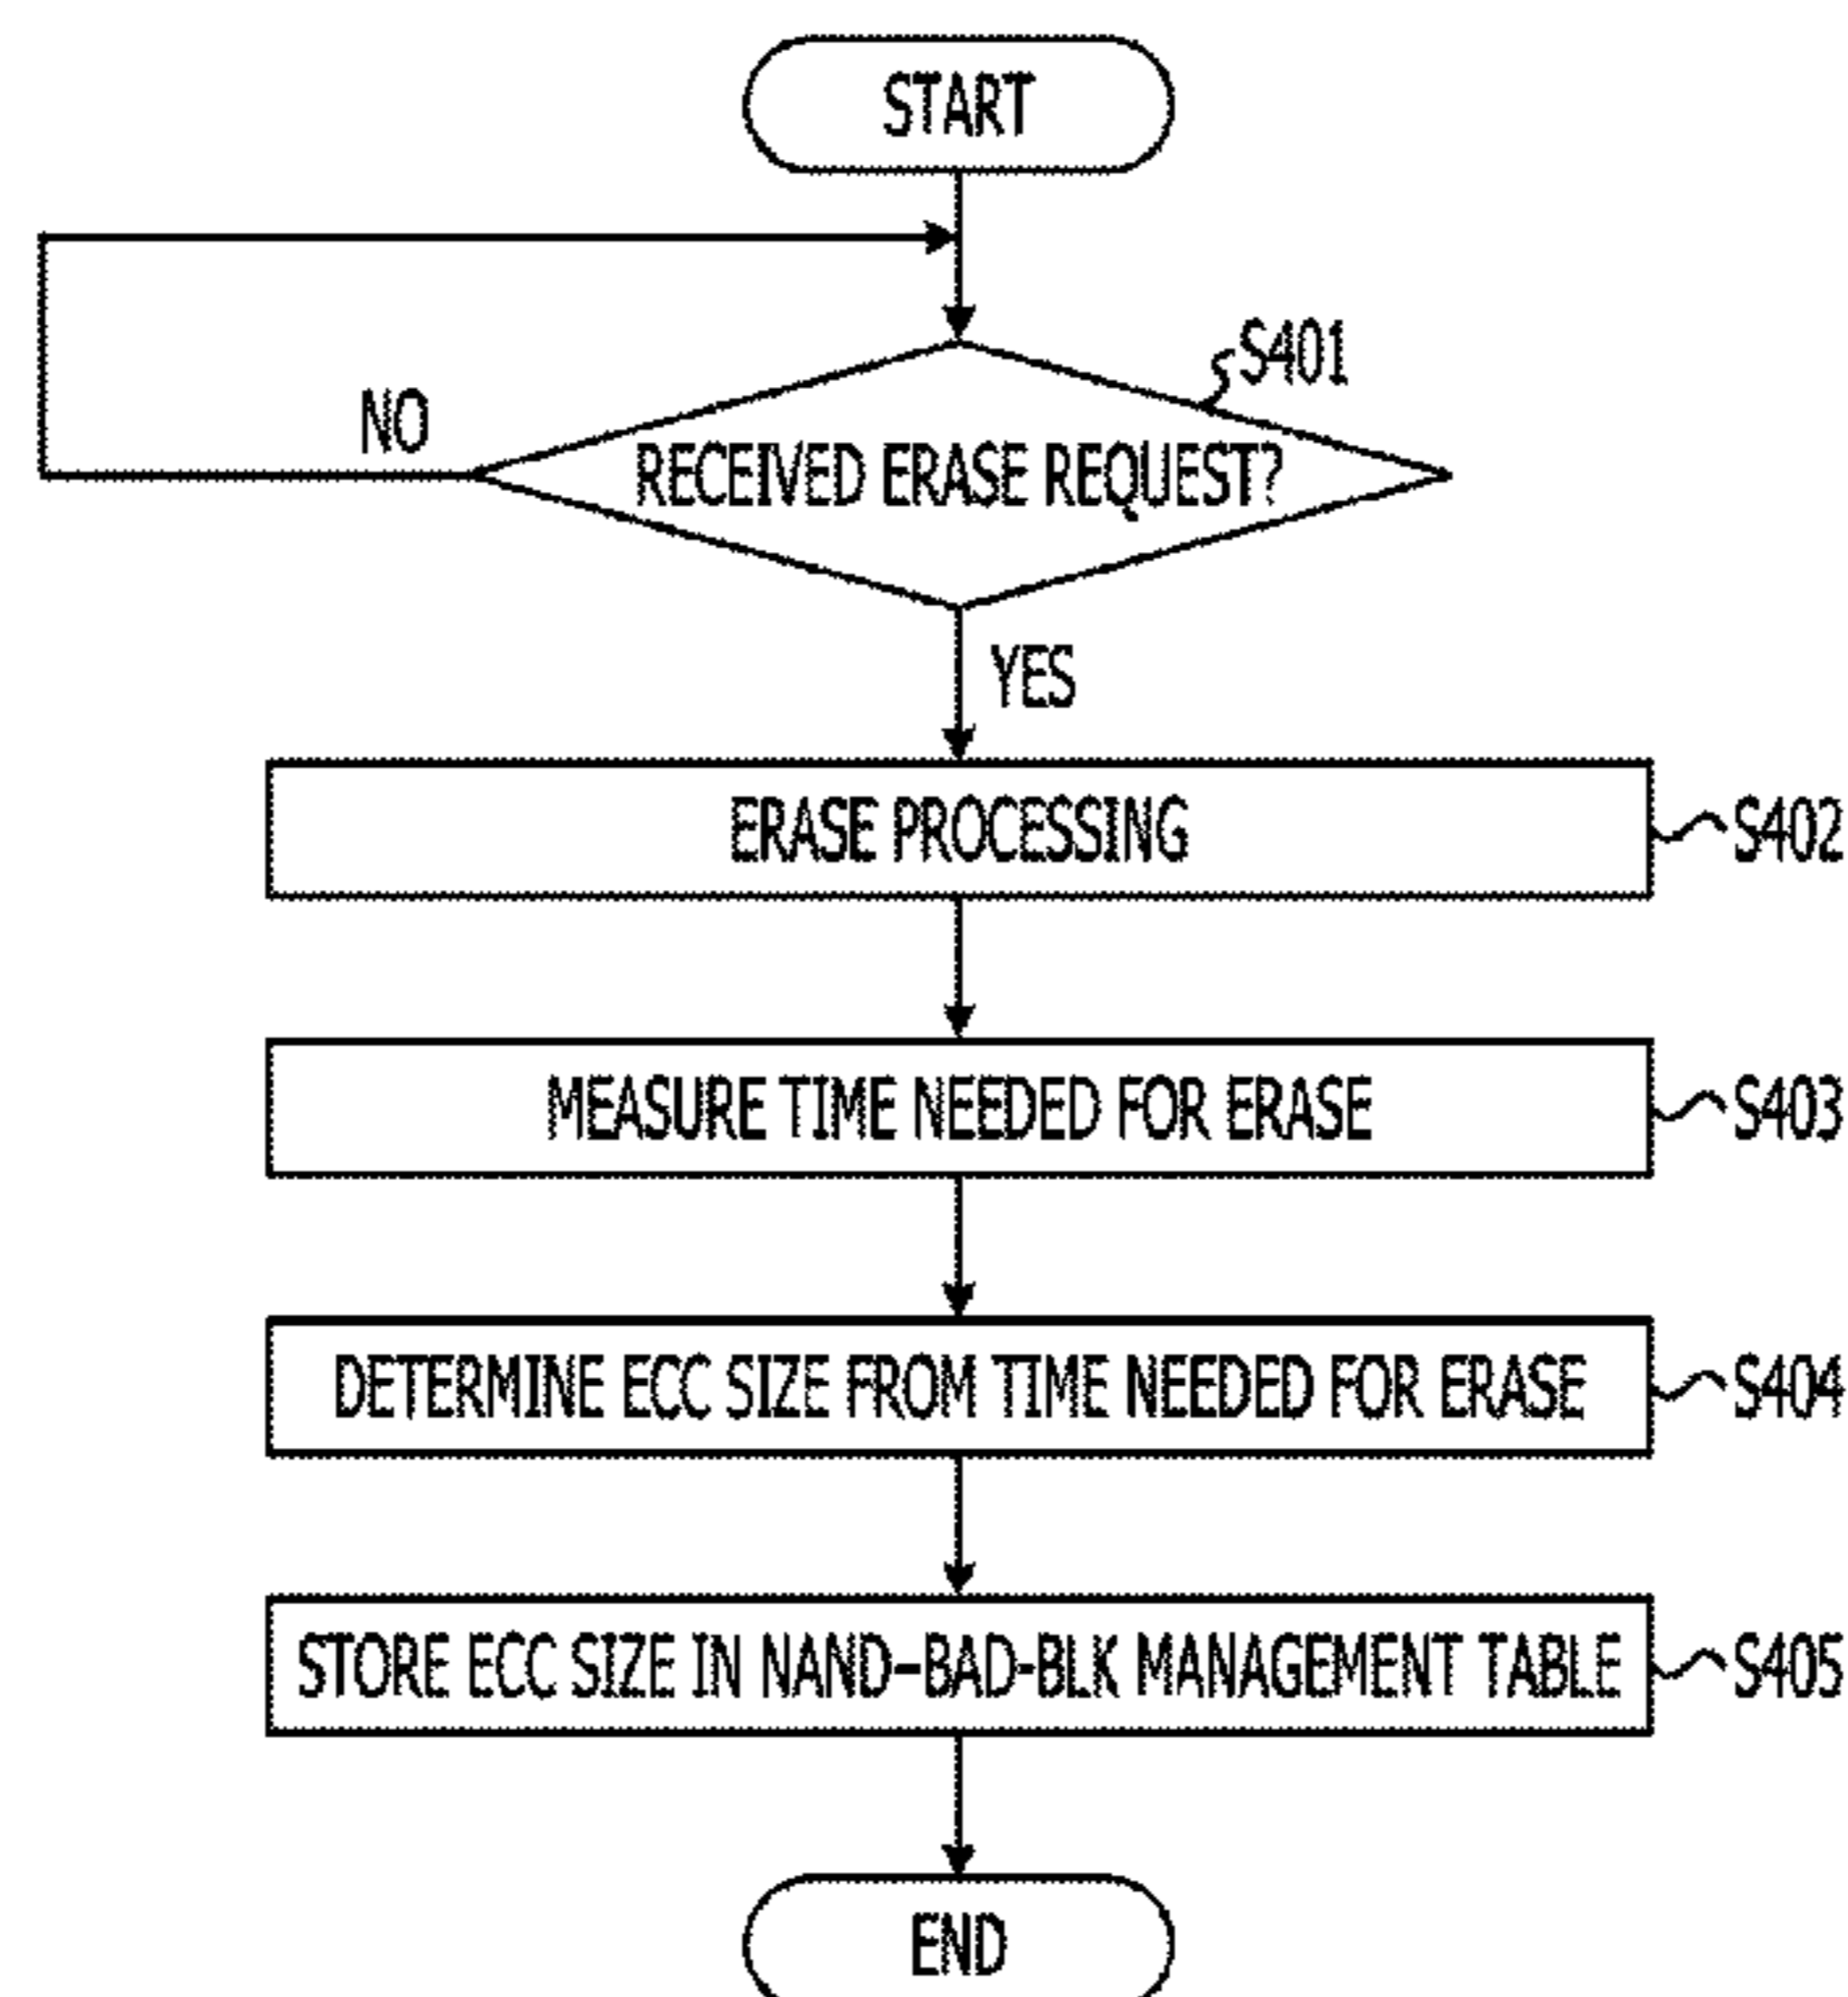 START
S401
NO
RECEIVED ERASE REQUEST?
YES
ERASE PROCESSING
S402
MEASURE TIME NEEDED FOR ERASE
S403
DETERMINE ECC SIZE FROM TIME NEEDED FOR ERASE
S404
STORE ECC SIZE IN NAND-BAD-BLK MANAGEMENT TABLE
S405
END